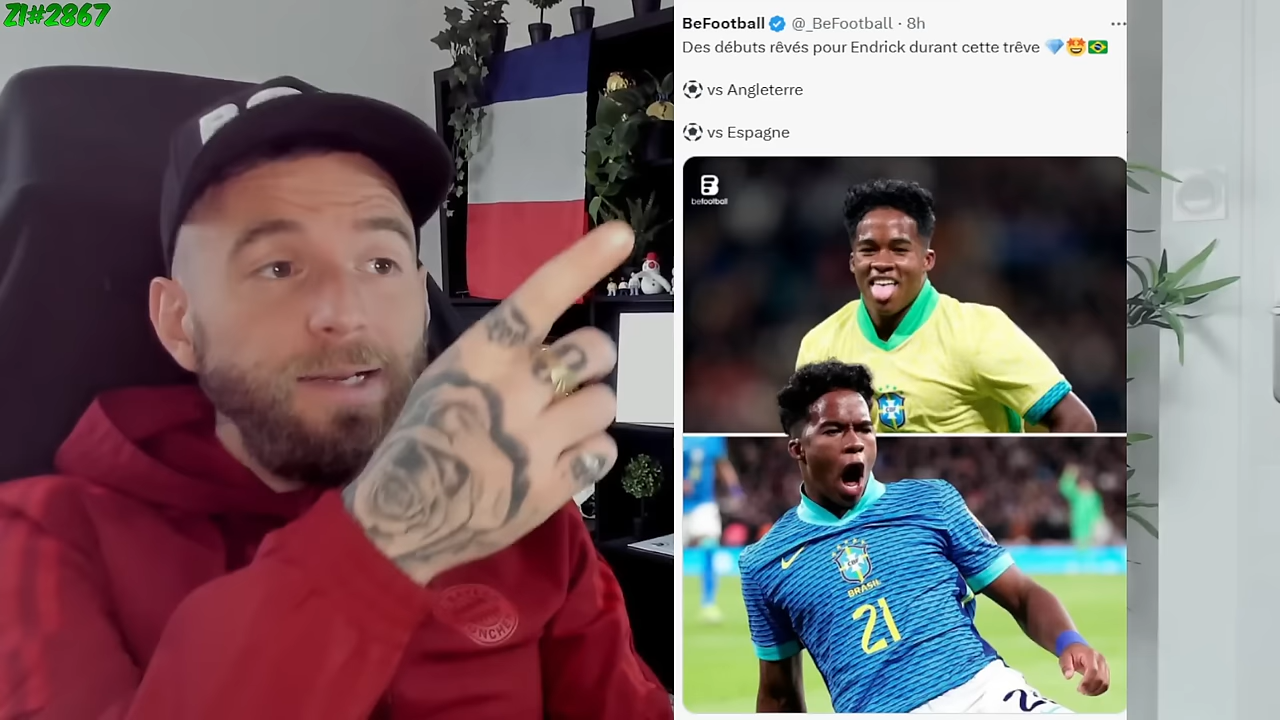 ZI#2867
BeFootball @_BeFootball · 8h
Des débuts rêvés pour Endrick durant cette trêve 💎🤩🇧🇷
⚽ vs Angleterre
⚽ vs Espagne
befootball
BRASIL
21